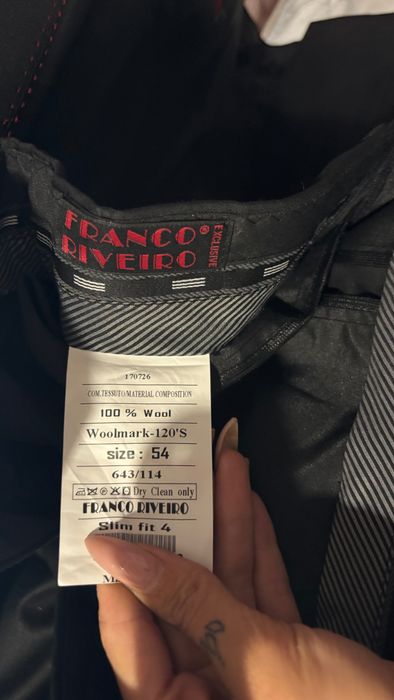 FRANCO®
RIVEIRO
EXCLUSIVE
170726
COM.TESSUTO/MATERIAL COMPOSITION
100 % Wool
Woolmark-120'S
size: 54
643/114
Dry Clean only
FRANCO RIVEIRO
Slim fit 4